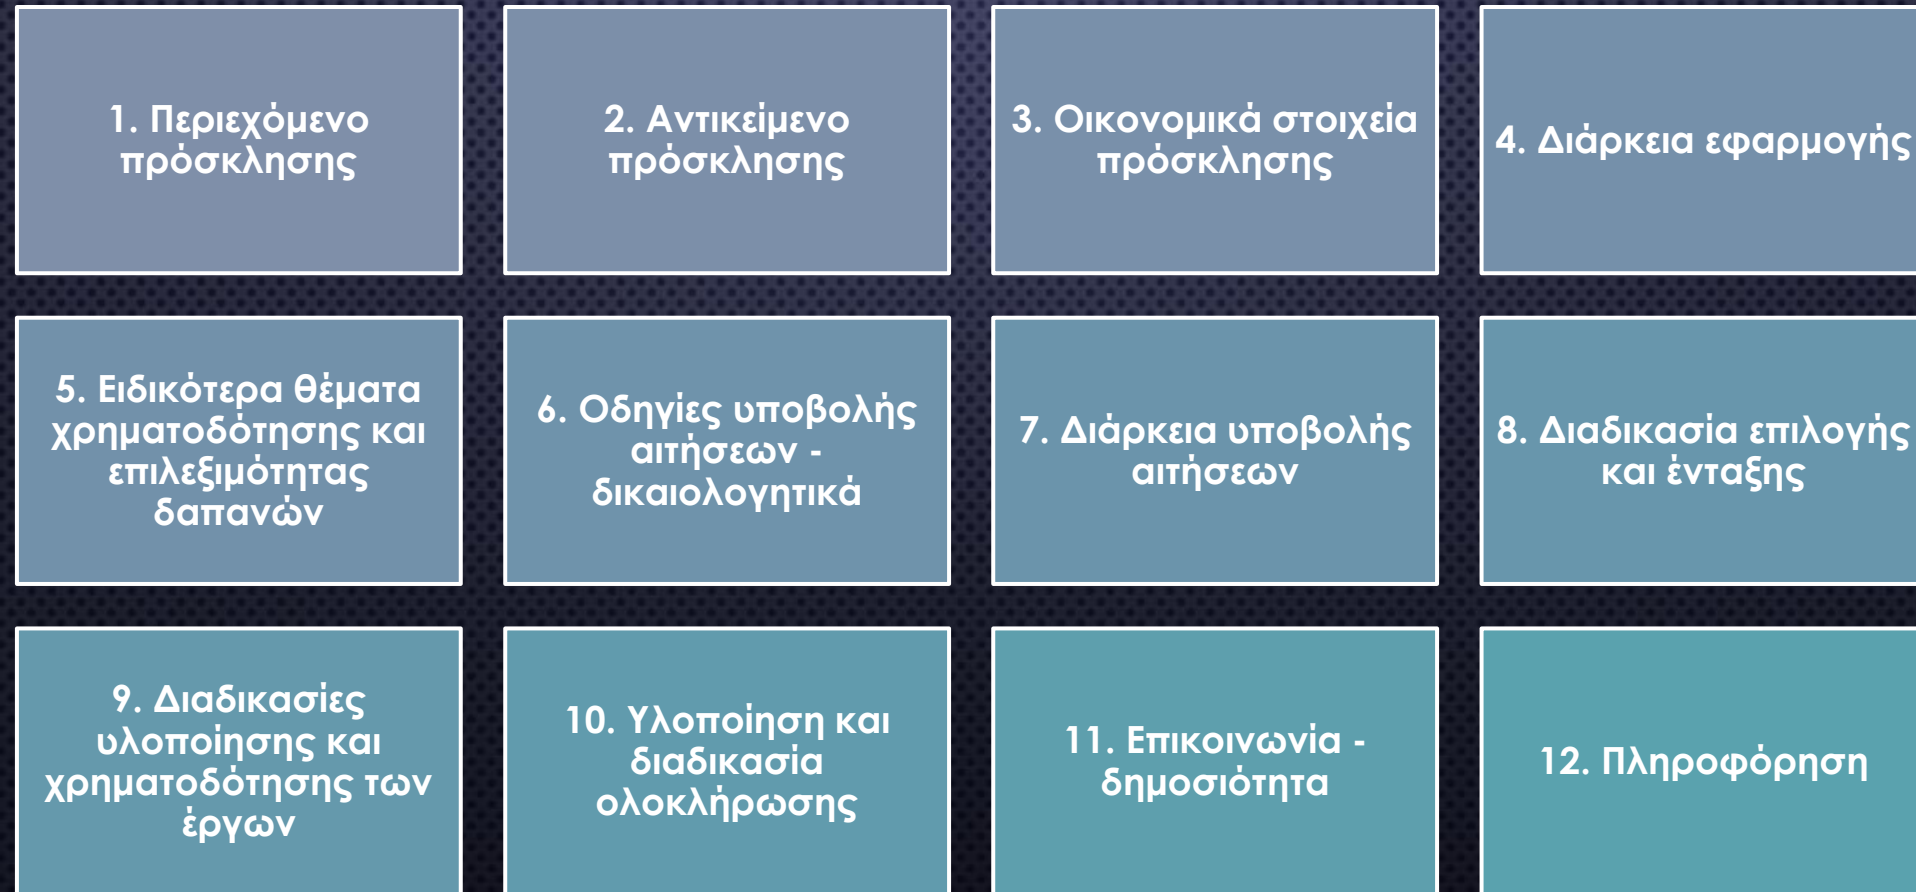 1. Περιεχόμενο
πρόσκλησης
2. Αντικείμενο
πρόσκλησης
3. Οικονομικά στοιχεία
πρόσκλησης
4. Διάρκεια εφαρμογής
5. Ειδικότερα θέματα
χρηματοδότησης και
επιλεξιμότητας
δαπανών
6. Οδηγίες υποβολής
αιτήσεων -
δικαιολογητικά
7. Διάρκεια υποβολής
αιτήσεων
8. Διαδικασία επιλογής
και ένταξης
9. Διαδικασίες
υλοποίησης και
χρηματοδότησης των
έργων
10. Υλοποίηση και
διαδικασία
ολοκλήρωσης
11. Επικοινωνία -
δημοσιότητα
12. Πληροφόρηση